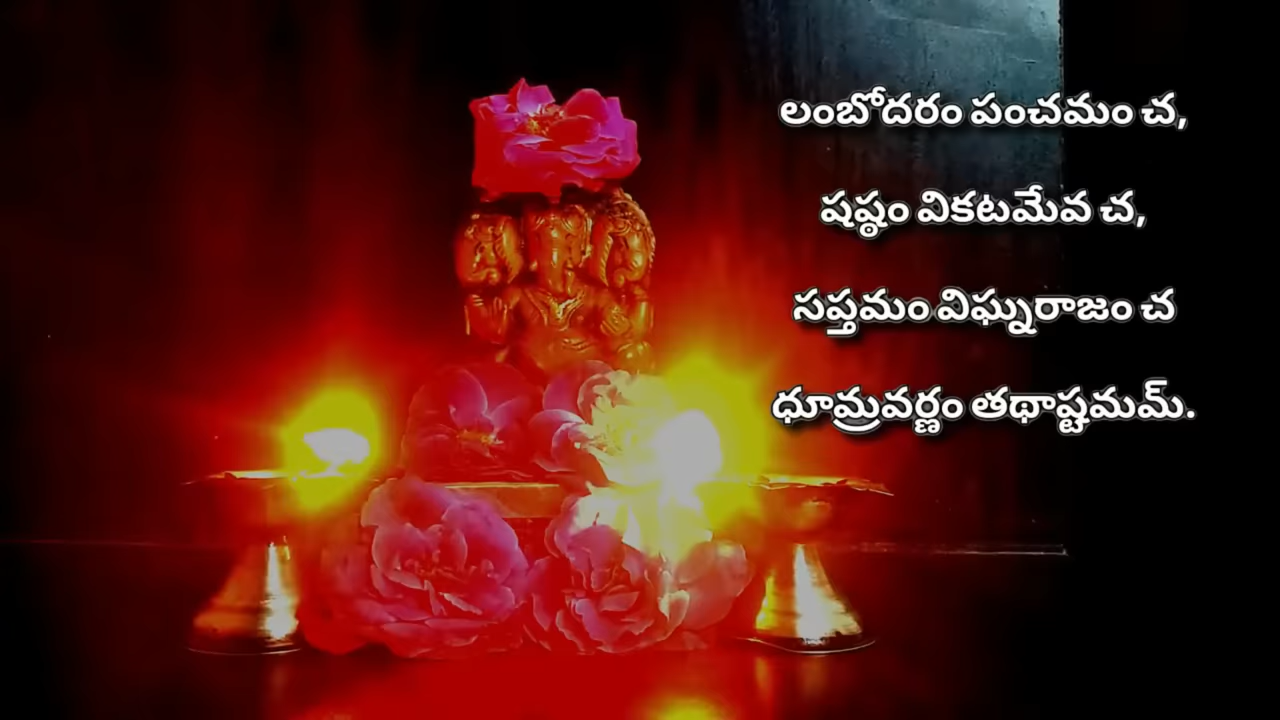 లంబోదరం పంచమం చ,
షష్ఠం వికటమేవ చ,
సప్తమం విఘ్నరాజం చ
ధూమ్రవర్ణం తథాష్టమమ్.